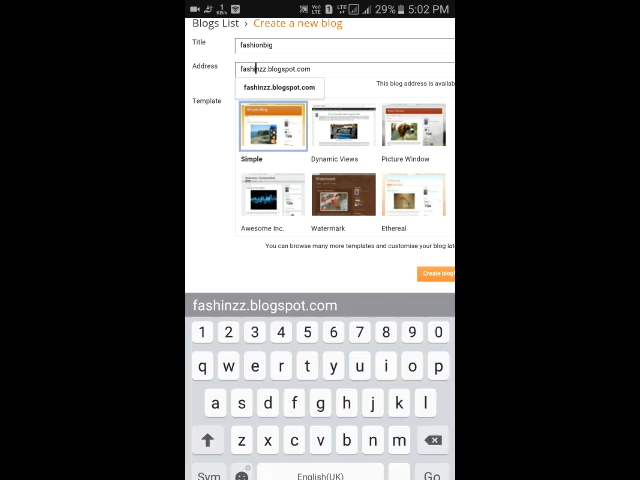 29% 5:02 PM
Blogs List › Create a new blog
Title
fashionbig
Address
fashinzz.blogspot.com
fashinzz.blogspot.com
This blog address is availab
Template
Simple
Dynamic Views
Picture Window
Awesome Inc.
Watermark
Ethereal
You can browse many more templates and customise your blog late
Create blog!
fashinzz.blogspot.com
1 2 3 4 5 6 7 8 9 0
q w e r t y u i o p
a s d f g h j k l
z x c v b n m
Sym English(UK) Go